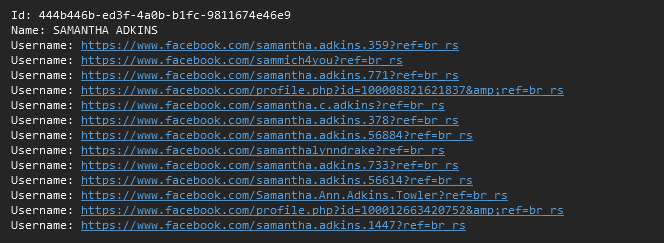 Id: 444b446b-ed3f-4a0b-b1fc-9811674e46e9
Name: SAMANTHA ADKINS
Username: https://www.facebook.com/samantha.adkins.359?ref=br_rs
Username: https://www.facebook.com/sammich4you?ref=br_rs
Username: https://www.facebook.com/samantha.adkins.771?ref=br_rs
Username: https://www.facebook.com/profile.php?id=100008821621837&amp;ref=br_rs
Username: https://www.facebook.com/samantha.c.adkins?ref=br_rs
Username: https://www.facebook.com/samantha.adkins.378?ref=br_rs
Username: https://www.facebook.com/samantha.adkins.56884?ref=br_rs
Username: https://www.facebook.com/samanthalynndrake?ref=br_rs
Username: https://www.facebook.com/samantha.adkins.733?ref=br_rs
Username: https://www.facebook.com/samantha.adkins.56614?ref=br_rs
Username: https://www.facebook.com/Samantha.Ann.Adkins.Towler?ref=br_rs
Username: https://www.facebook.com/profile.php?id=100012663420752&amp;ref=br_rs
Username: https://www.facebook.com/samantha.adkins.1447?ref=br_rs